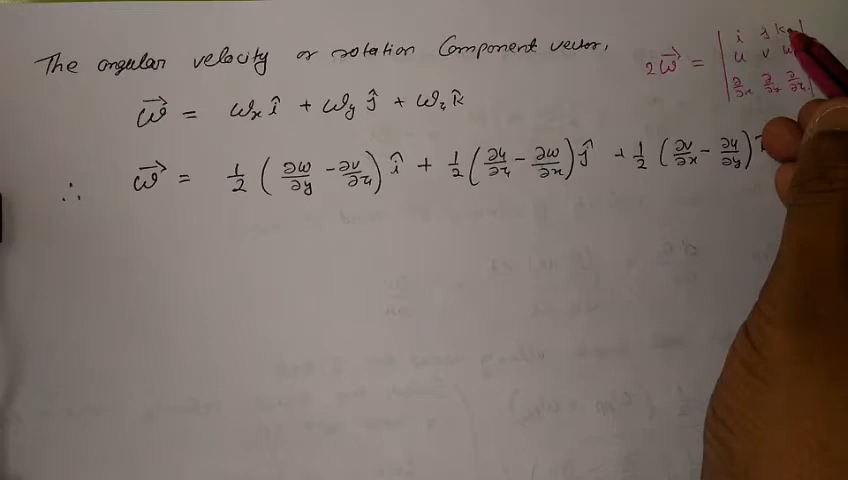 The angular velocity or rotation Component vector,
2ω⃗ = | i j k |
| u v w |
| ∂/∂x ∂/∂y ∂/∂z |
ω⃗ = ωx î + ωy ĵ + ωz k̂
∴ ω⃗ = 1/2 (∂w/∂y - ∂v/∂z) î + 1/2 (∂u/∂z - ∂w/∂x) ĵ + 1/2 (∂v/∂x - ∂u/∂y)